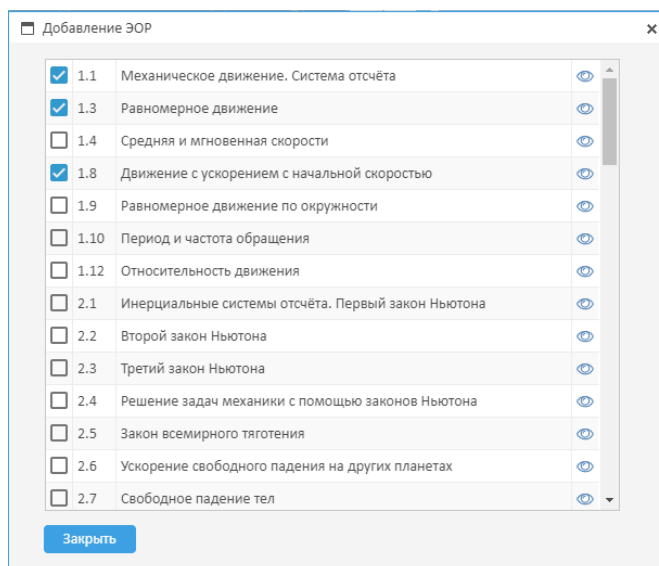 Добавление ЭОР
1.1 Механическое движение. Система отсчёта
1.3 Равномерное движение
1.4 Средняя и мгновенная скорости
1.8 Движение с ускорением с начальной скоростью
1.9 Равномерное движение по окружности
1.10 Период и частота обращения
1.12 Относительность движения
2.1 Инерциальные системы отсчёта. Первый закон Ньютона
2.2 Второй закон Ньютона
2.3 Третий закон Ньютона
2.4 Решение задач механики с помощью законов Ньютона
2.5 Закон всемирного тяготения
2.6 Ускорение свободного падения на других планетах
2.7 Свободное падение тел
Закрыть